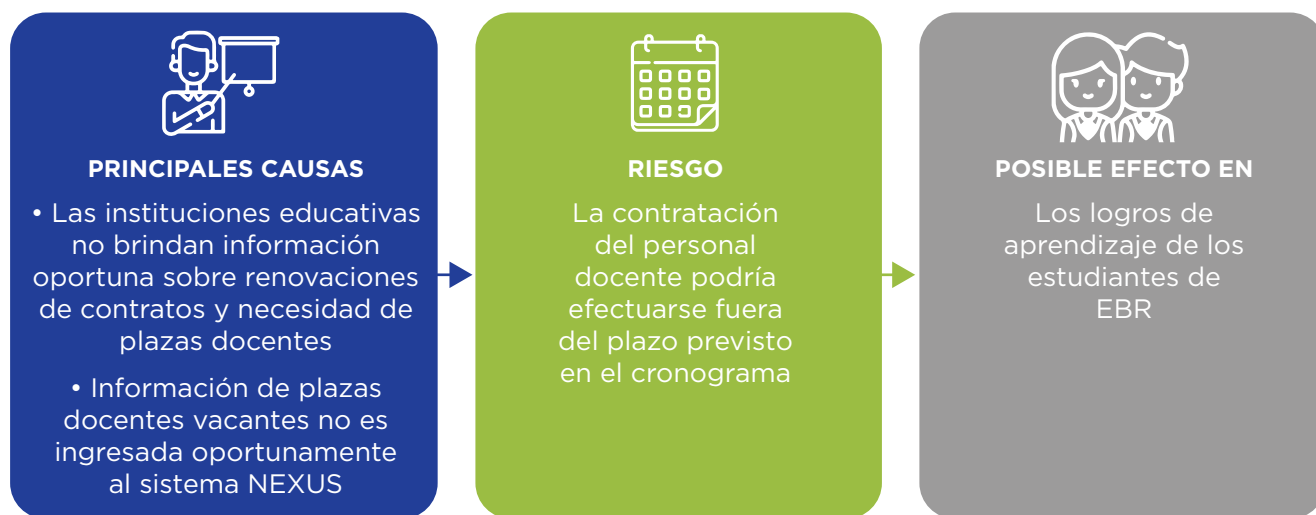 PRINCIPALES CAUSAS
• Las instituciones educativas
no brindan información
oportuna sobre renovaciones
de contratos y necesidad de
plazas docentes
• Información de plazas
docentes vacantes no es
ingresada oportunamente
al sistema NEXUS
RIESGO
La contratación
del personal
docente podría
efectuarse fuera
del plazo previsto
en el cronograma
POSIBLE EFECTO EN
Los logros de
aprendizaje de los
estudiantes de
EBR